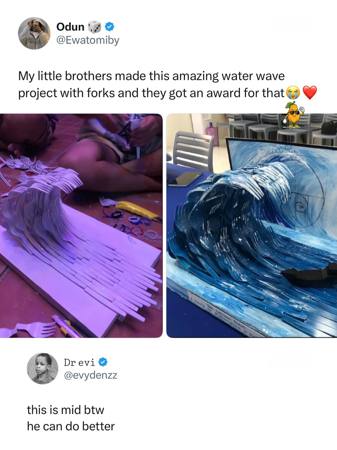 Odun
@Ewatomiby
My little brothers made this amazing water wave
project with forks and they got an award for that😭❤️
Dr evi
@evydenzz
this is mid btw
he can do better